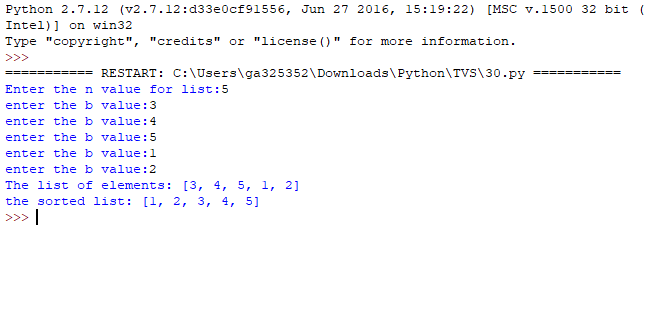 Python 2.7.12 (v2.7.12:d33e0cf91556, Jun 27 2016, 15:19:22) [MSC v.1500 32 bit (
Intel)] on win32
Type "copyright", "credits" or "license()" for more information.
>>>
=========== RESTART: C:\Users\ga325352\Downloads\Python\TVS\30.py ===========
Enter the n value for list:5
enter the b value:3
enter the b value:4
enter the b value:5
enter the b value:1
enter the b value:2
The list of elements: [3, 4, 5, 1, 2]
the sorted list: [1, 2, 3, 4, 5]
>>>